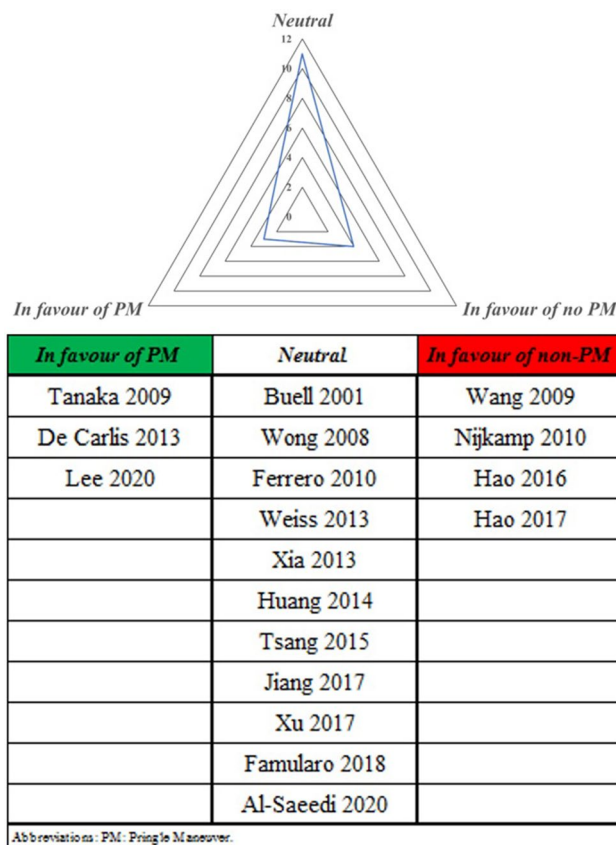 Neutral
12
10
8
6
4
2
0
In favour of PM
In favour of no PM
In favour of PM Neutral In favour of non-PM
Tanaka 2009 Buell 2001 Wang 2009
De Carlis 2013 Wong 2008 Nijkamp 2010
Lee 2020 Ferrero 2010 Hao 2016
Weiss 2013 Hao 2017
Xia 2013
Huang 2014
Tsang 2015
Jiang 2017
Xu 2017
Famularo 2018
Al-Saeedi 2020
Abbreviations: PM: Pringle Maneuver.